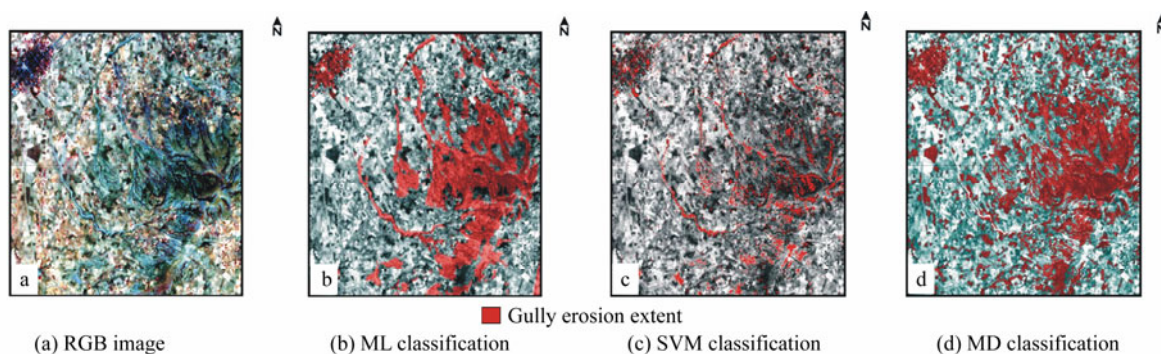 N
N
N
N
a
b
c
d
Gully erosion extent
(a) RGB image
(b) ML classification
(c) SVM classification
(d) MD classification